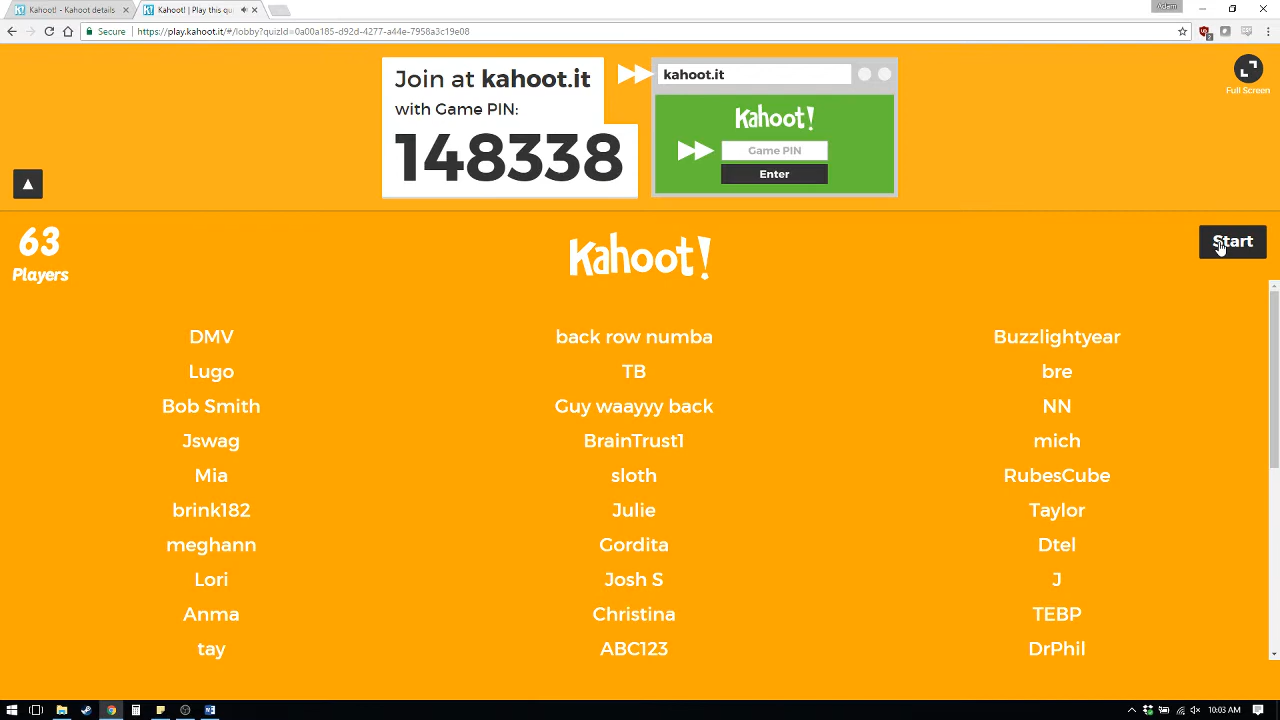 Kahoot! - Kahoot details
Kahoot! | Play this qui
Adam
Secure
https://play.kahoot.it/#/lobby?quizId=0a00a185-d92d-4277-a44e-7958a3c19e08
Join at kahoot.it
with Game PIN:
148338
kahoot.it
Kahoot!
Game PIN
Enter
Full Screen
63
Players
Kahoot!
Start
DMV back row numba Buzzlightyear
Lugo TB bre
Bob Smith Guy waayyy back NN
Jswag BrainTrust1 mich
Mia sloth RubesCube
brink182 Julie Taylor
meghann Gordita Dtel
Lori Josh S J
Anma Christina TEBP
tay ABC123 DrPhil
10:03 AM